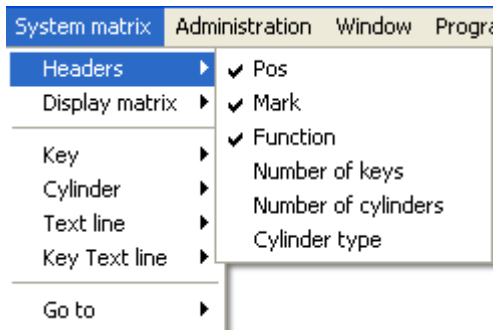 System matrix Administration Window
Headers
Display matrix
Key
Cylinder
Text line
Key Text line
Go to
Pos
Mark
Function
Number of keys
Number of cylinders
Cylinder type